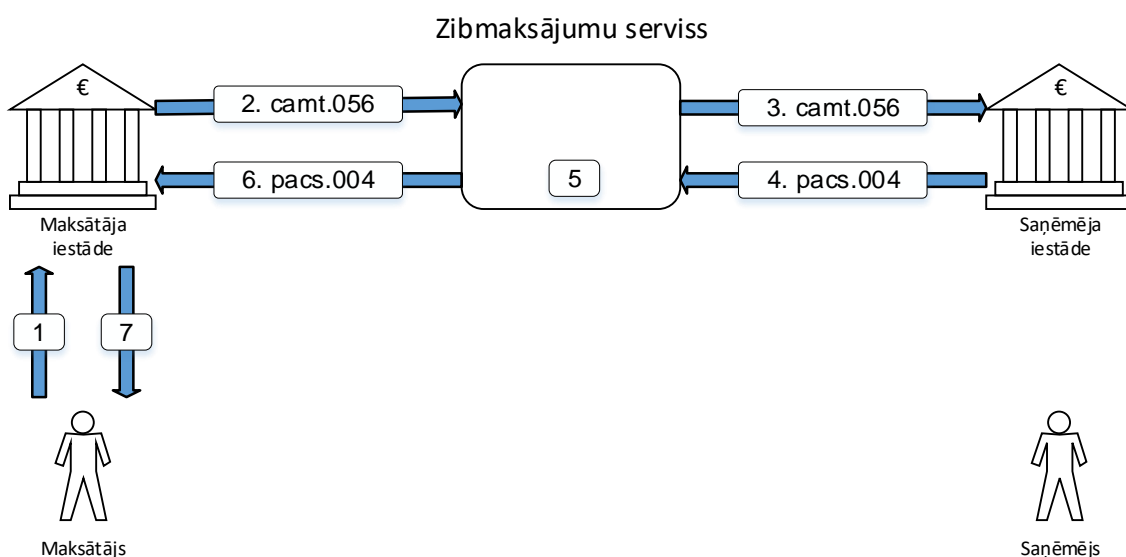 Zibmaksājumu serviss
€
2. camt.056
3. camt.056
€
6. pacs.004
5
4. pacs.004
Maksātāja
iestāde
Saņēmēja
iestāde
1
7
Maksātājs
Saņēmējs